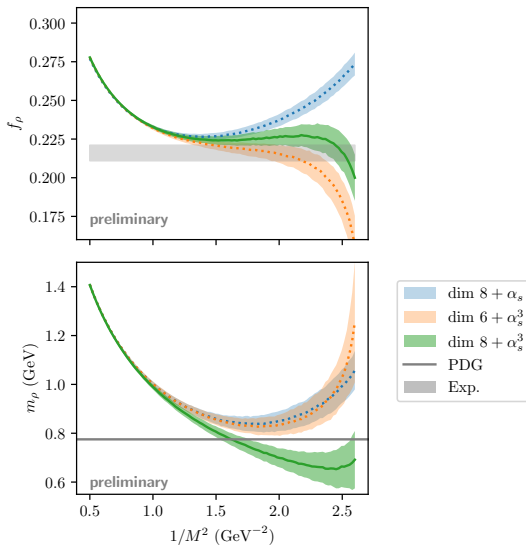 0.300
0.275
0.250
0.225
0.200
0.175
f_ρ
preliminary
1.4
1.2
1.0
0.8
0.6
m_ρ (GeV)
preliminary
0.5 1.0 1.5 2.0 2.5
1/M² (GeV⁻²)
dim 8 + α_s
dim 6 + α_s³
dim 8 + α_s³
PDG
Exp.